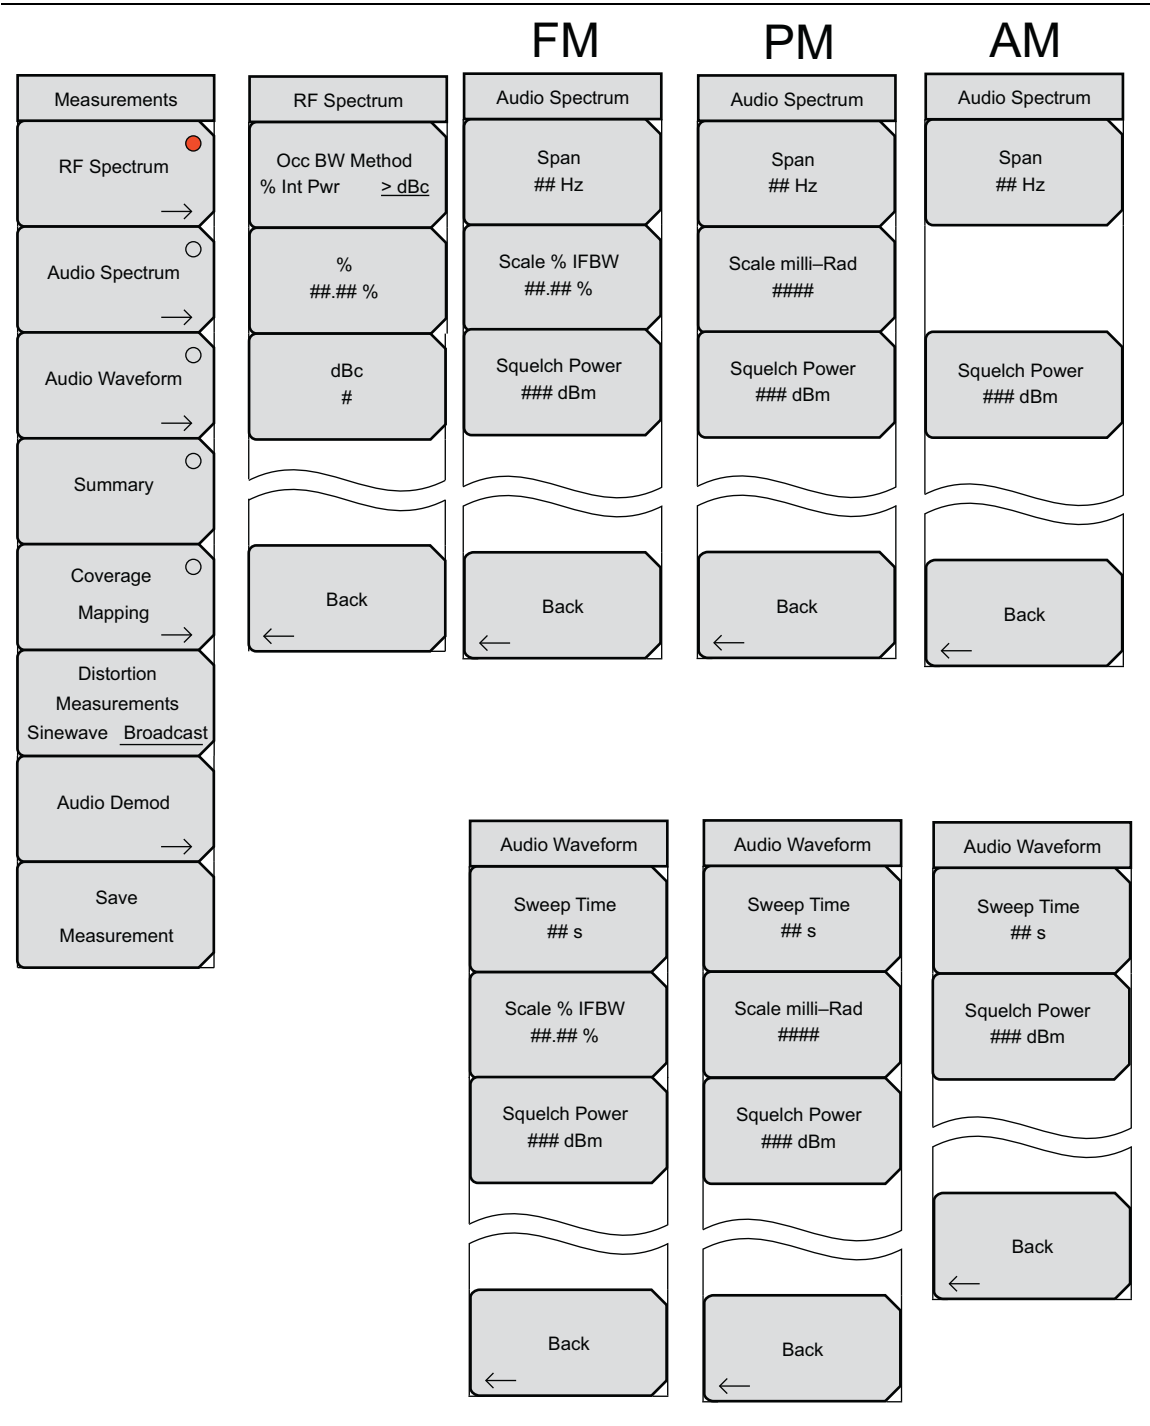 FM
PM
AM
Measurements
RF Spectrum
Audio Spectrum
Audio Waveform
Summary
Coverage
Mapping
Distortion
Measurements
Sinewave Broadcast
Audio Demod
Save
Measurement
RF Spectrum
Occ BW Method
% Int Pwr > dBc
%
##.## %
dBc
#
Back
Audio Spectrum
Span
## Hz
Scale % IFBW
##.## %
Squelch Power
### dBm
Back
Audio Spectrum
Span
## Hz
Scale milli–Rad
####
Squelch Power
### dBm
Back
Audio Spectrum
Span
## Hz
Squelch Power
### dBm
Back
Audio Waveform
Sweep Time
## s
Scale % IFBW
##.## %
Squelch Power
### dBm
Back
Audio Waveform
Sweep Time
## s
Scale milli–Rad
####
Squelch Power
### dBm
Back
Audio Waveform
Sweep Time
## s
Squelch Power
### dBm
Back